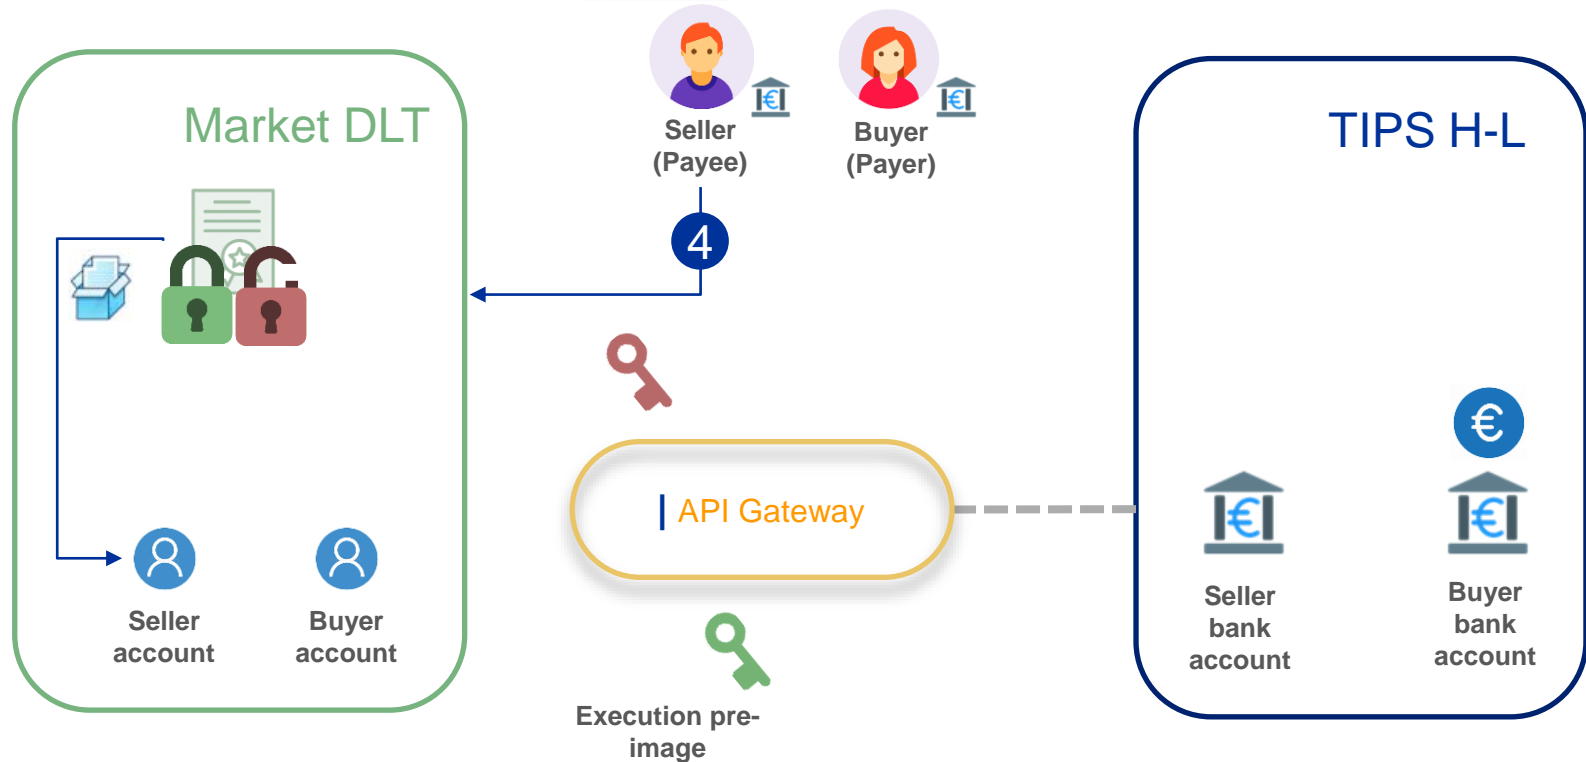 Market DLT
Seller
(Payee)
Buyer
(Payer)
TIPS H-L
4
€
€
€
API Gateway
€
€
Seller
account
Buyer
account
Seller
bank
account
Buyer
bank
account
Execution pre-
image